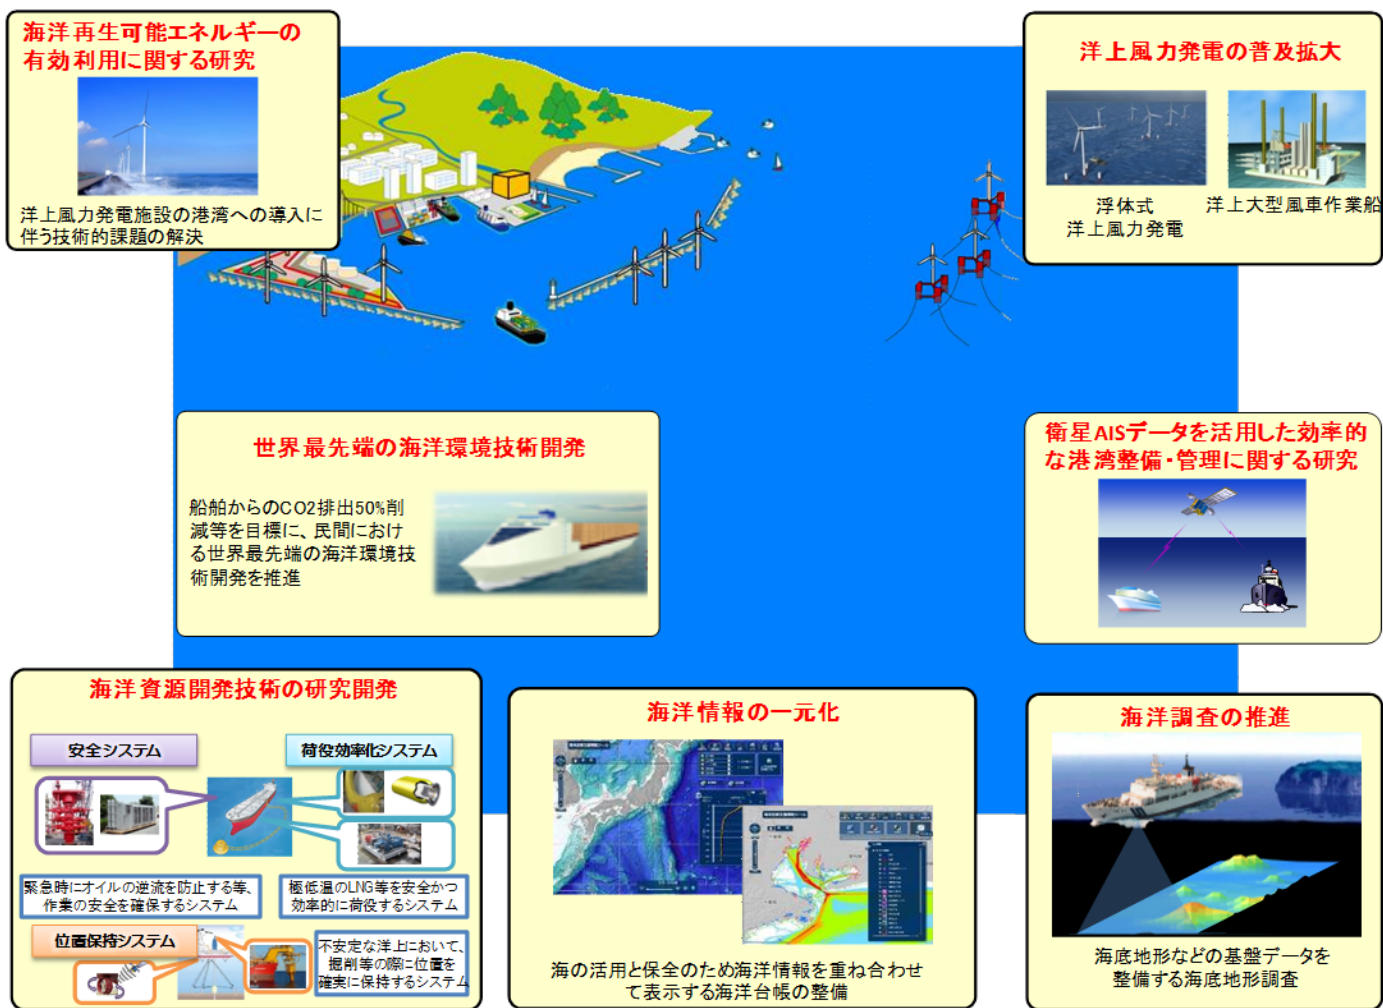 海洋再生可能エネルギーの
有効利用に関する研究
洋上風力発電施設の港湾への導入に
伴う技術的課題の解決
洋上風力発電の普及拡大
浮体式
洋上風力発電
洋上大型風車作業船
世界最先端の海洋環境技術開発
船舶からのCO2排出50%削
減等を目標に、民間におけ
る世界最先端の海洋環境技
術開発を推進
衛星AISデータを活用した効率的
な港湾整備・管理に関する研究
海洋資源開発技術の研究開発
安全システム
荷役効率化システム
緊急時にオイルの逆流を防止する等、
作業の安全を確保するシステム
極低温のLNG等を安全かつ
効率的に荷役するシステム
位置保持システム
不安定な洋上において、
掘削等の際に位置を
確実に保持するシステム
海洋情報の一元化
海の活用と保全のため海洋情報を重ね合わせ
て表示する海洋台帳の整備
海洋調査の推進
海底地形などの基盤データを
整備する海底地形調査